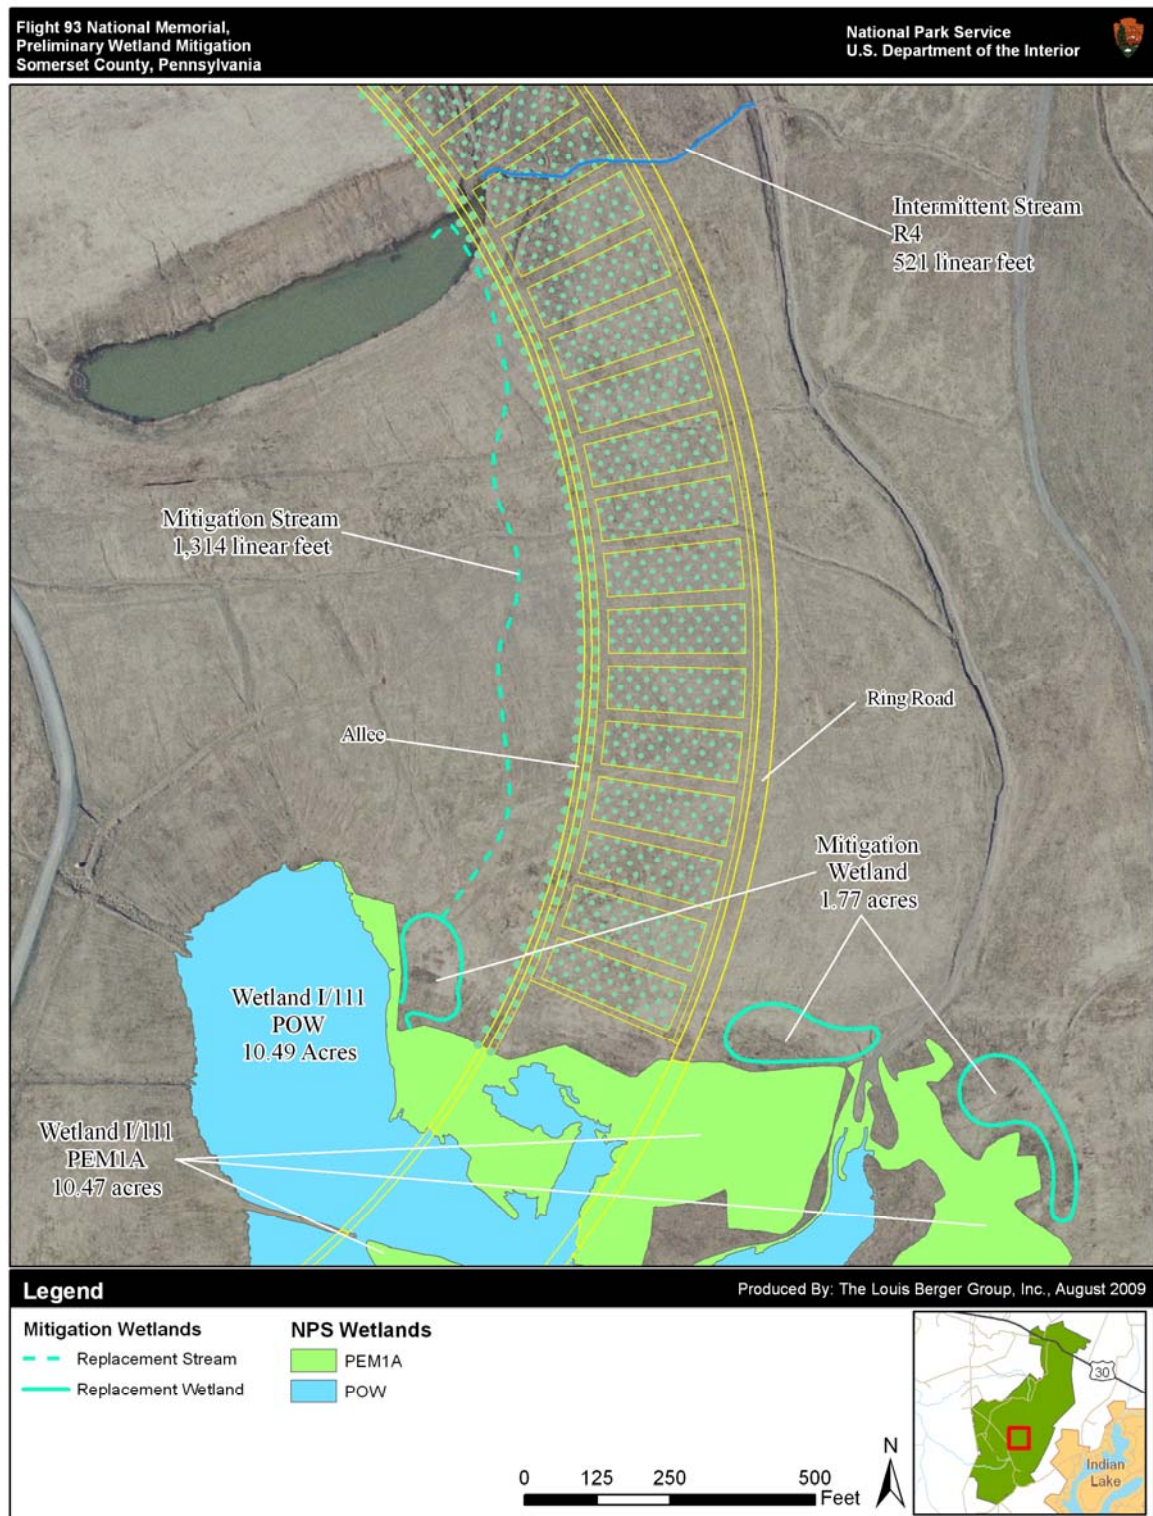 Flight 93 National Memorial,
Preliminary Wetland Mitigation
Somerset County, Pennsylvania
National Park Service
U.S. Department of the Interior
Intermittent Stream
R4
521 linear feet
Mitigation Stream
1,314 linear feet
Ring Road
Allee
Mitigation
Wetland
1.77 acres
Wetland I/111
POW
10.49 Acres
Wetland I/111
PEM1A
10.47 acres
Legend
Produced By: The Louis Berger Group, Inc., August 2009
Mitigation Wetlands
Replacement Stream
Replacement Wetland
NPS Wetlands
PEM1A
POW
0 125 250 500
Feet
N
30
Indian
Lake